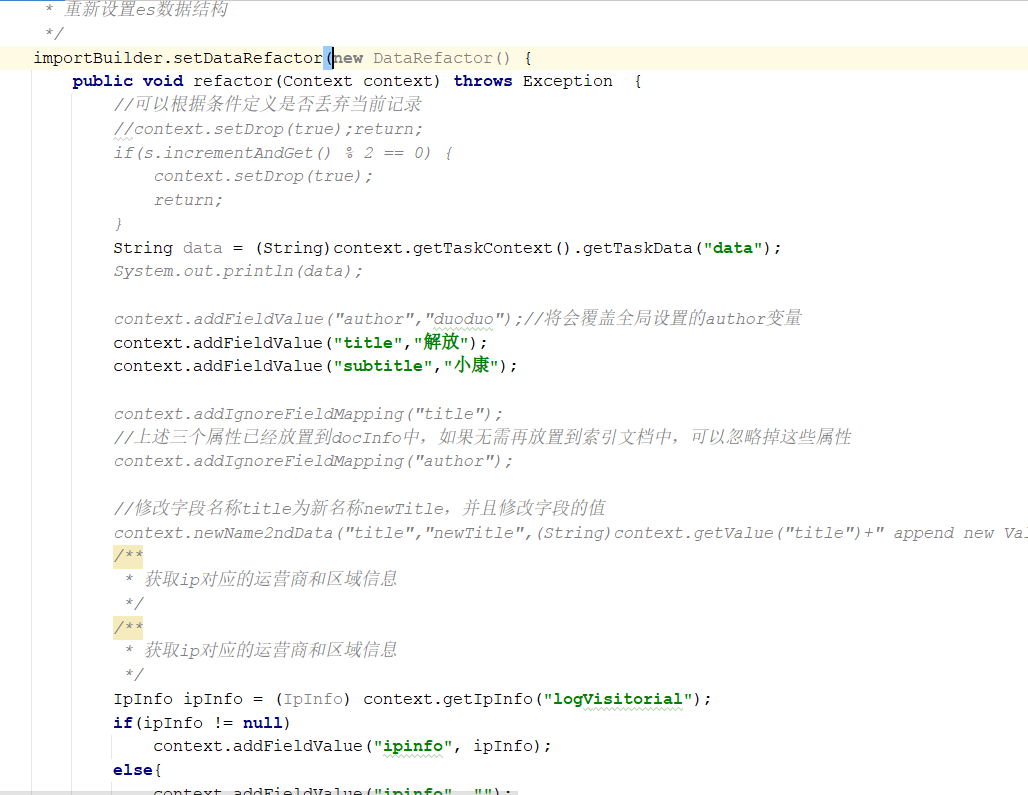 * 重新设置es数据结构
*/
importBuilder.setDataRefactor(new DataRefactor() {
public void refactor(Context context) throws Exception  {
//可以根据条件定义是否丢弃当前记录
//context.setDrop(true);return;
if(s.incrementAndGet() % 2 == 0) {
context.setDrop(true);
return;
}
String data = (String)context.getTaskContext().getTaskData("data");
System.out.println(data);
context.addFieldValue("author","duoduo");//将会覆盖全局设置的author变量
context.addFieldValue("title","解放");
context.addFieldValue("subtitle","小康");
context.addIgnoreFieldMapping("title");
//上述三个属性已经放置到docInfo中，如果无需再放置到索引文档中，可以忽略掉这些属性
context.addIgnoreFieldMapping("author");
//修改字段名称title为新名称newTitle，并且修改字段的值
context.newName2ndData("title","newTitle",(String)context.getValue("title")+" append new Val
/**
* 获取ip对应的运营商和区域信息
*/
/**
* 获取ip对应的运营商和区域信息
*/
IpInfo ipInfo = (IpInfo) context.getIpInfo("logVisitorial");
if(ipInfo != null)
context.addFieldValue("ipinfo", ipInfo);
else{
context.addFieldValue("ipinfo", "");